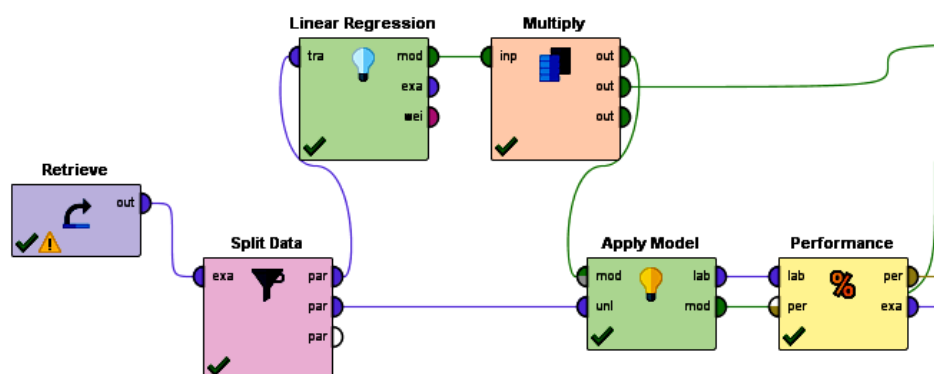 Linear Regression
Multiply
tra
mod
inp
out
exa
out
wei
out
Retrieve
out
Split Data
Apply Model
Performance
exa
par
mod
lab
lab
per
par
unl
mod
per
exa
par
%